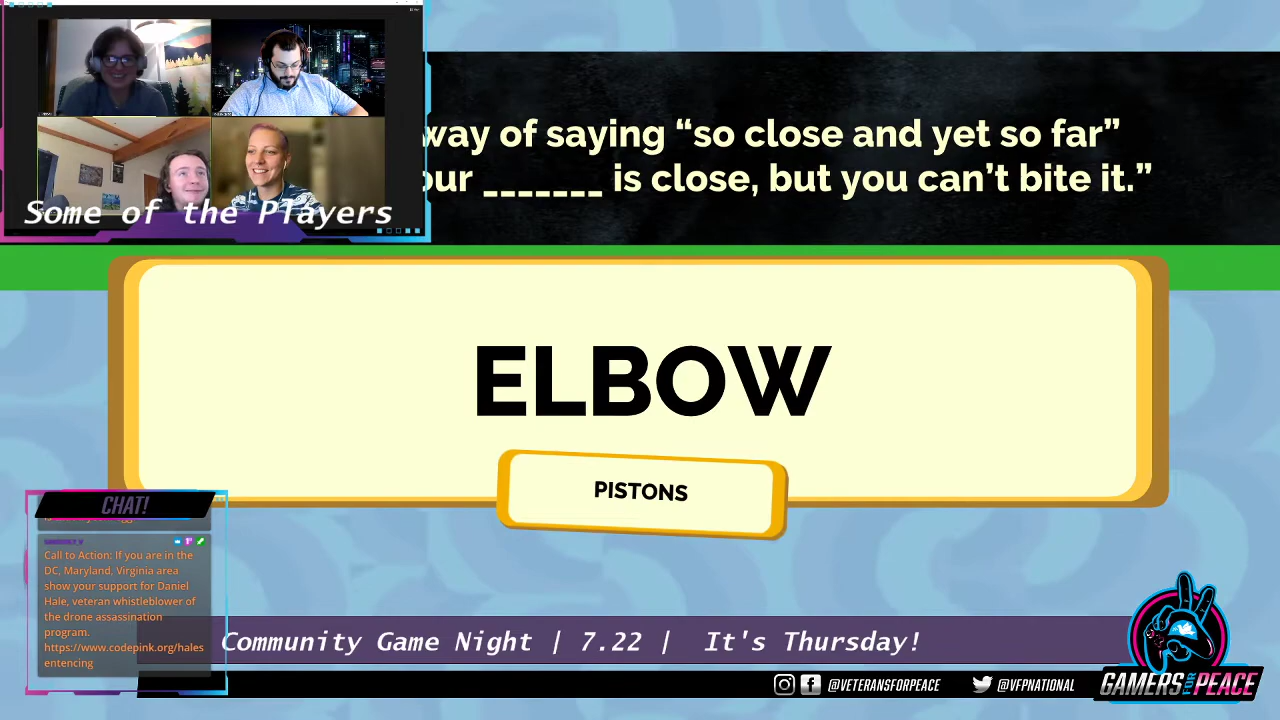 way of saying “so close and yet so far”
our _______ is close, but you can’t bite it.”
Some of the Players
ELBOW
PISTONS
CHAT!
Call to Action: If you are in the
DC, Maryland, Virginia area
show your support for Daniel
Hale, veteran whistleblower of
the drone assassination
program.
https://www.codepink.org/hales
entencing
Community Game Night | 7.22 | It's Thursday!
@VETERANSFORPEACE
@VFPNATIONAL
GAMERS FOR PEACE